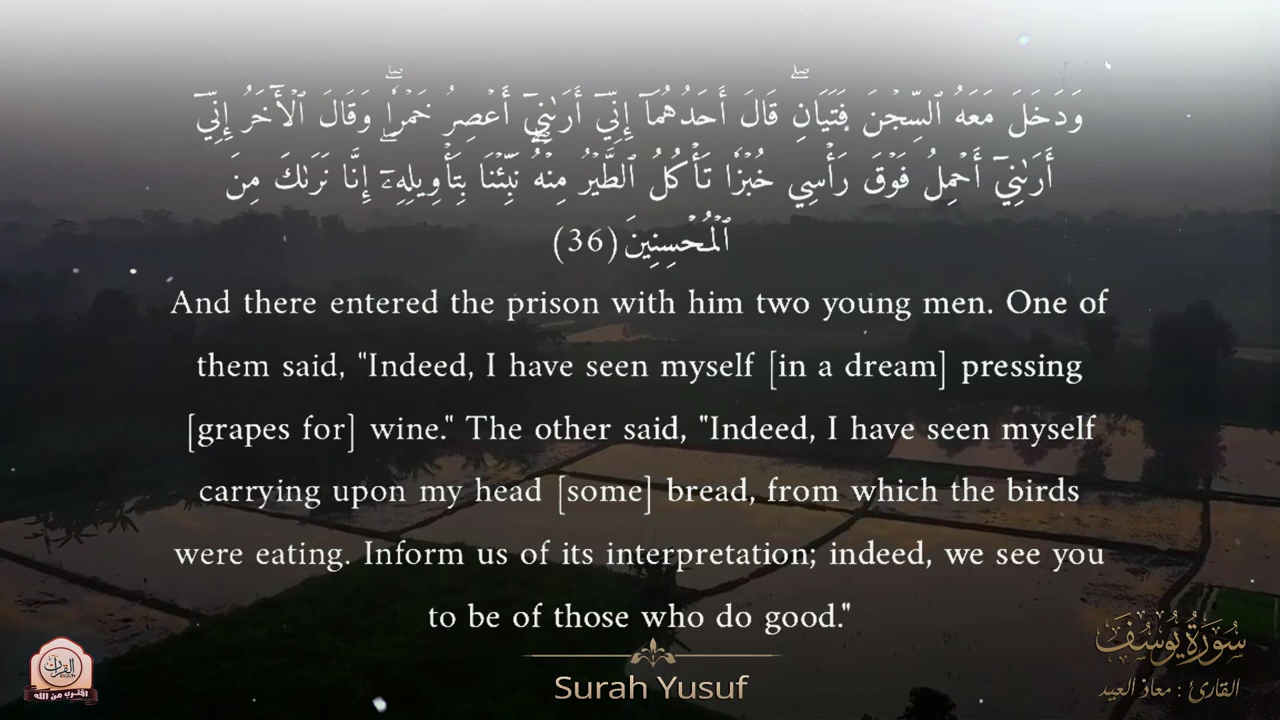 وَدَخَلَ مَعَهُ ٱلسِّجْنَ فَتَيَانِ ۖ قَالَ أَحَدُهُمَآ إِنِّىٓ أَرَىٰنِىٓ أَعْصِرُ خَمْرًا ۖ وَقَالَ ٱلْأَخَرُ إِنِّىٓ
أَرَىٰنِىٓ أَحْمِلُ فَوْقَ رَأْسِى خُبْزًا تَأْكُلُ ٱلطَّيْرُ مِنْهُ ۖ نَبِّئْنَا بِتَأْوِيلِهِۦٓ ۖ إِنَّا نَرَىٰكَ مِنَ
ٱلْمُحْسِنِينَ (36)
And there entered the prison with him two young men. One of
them said, "Indeed, I have seen myself [in a dream] pressing
[grapes for] wine." The other said, "Indeed, I have seen myself
carrying upon my head [some] bread, from which the birds
were eating. Inform us of its interpretation; indeed, we see you
to be of those who do good."
Surah Yusuf
سُورَةُ يُوسُفَ
القارئ : معاذ العيد
القرآن
اقترب من الله